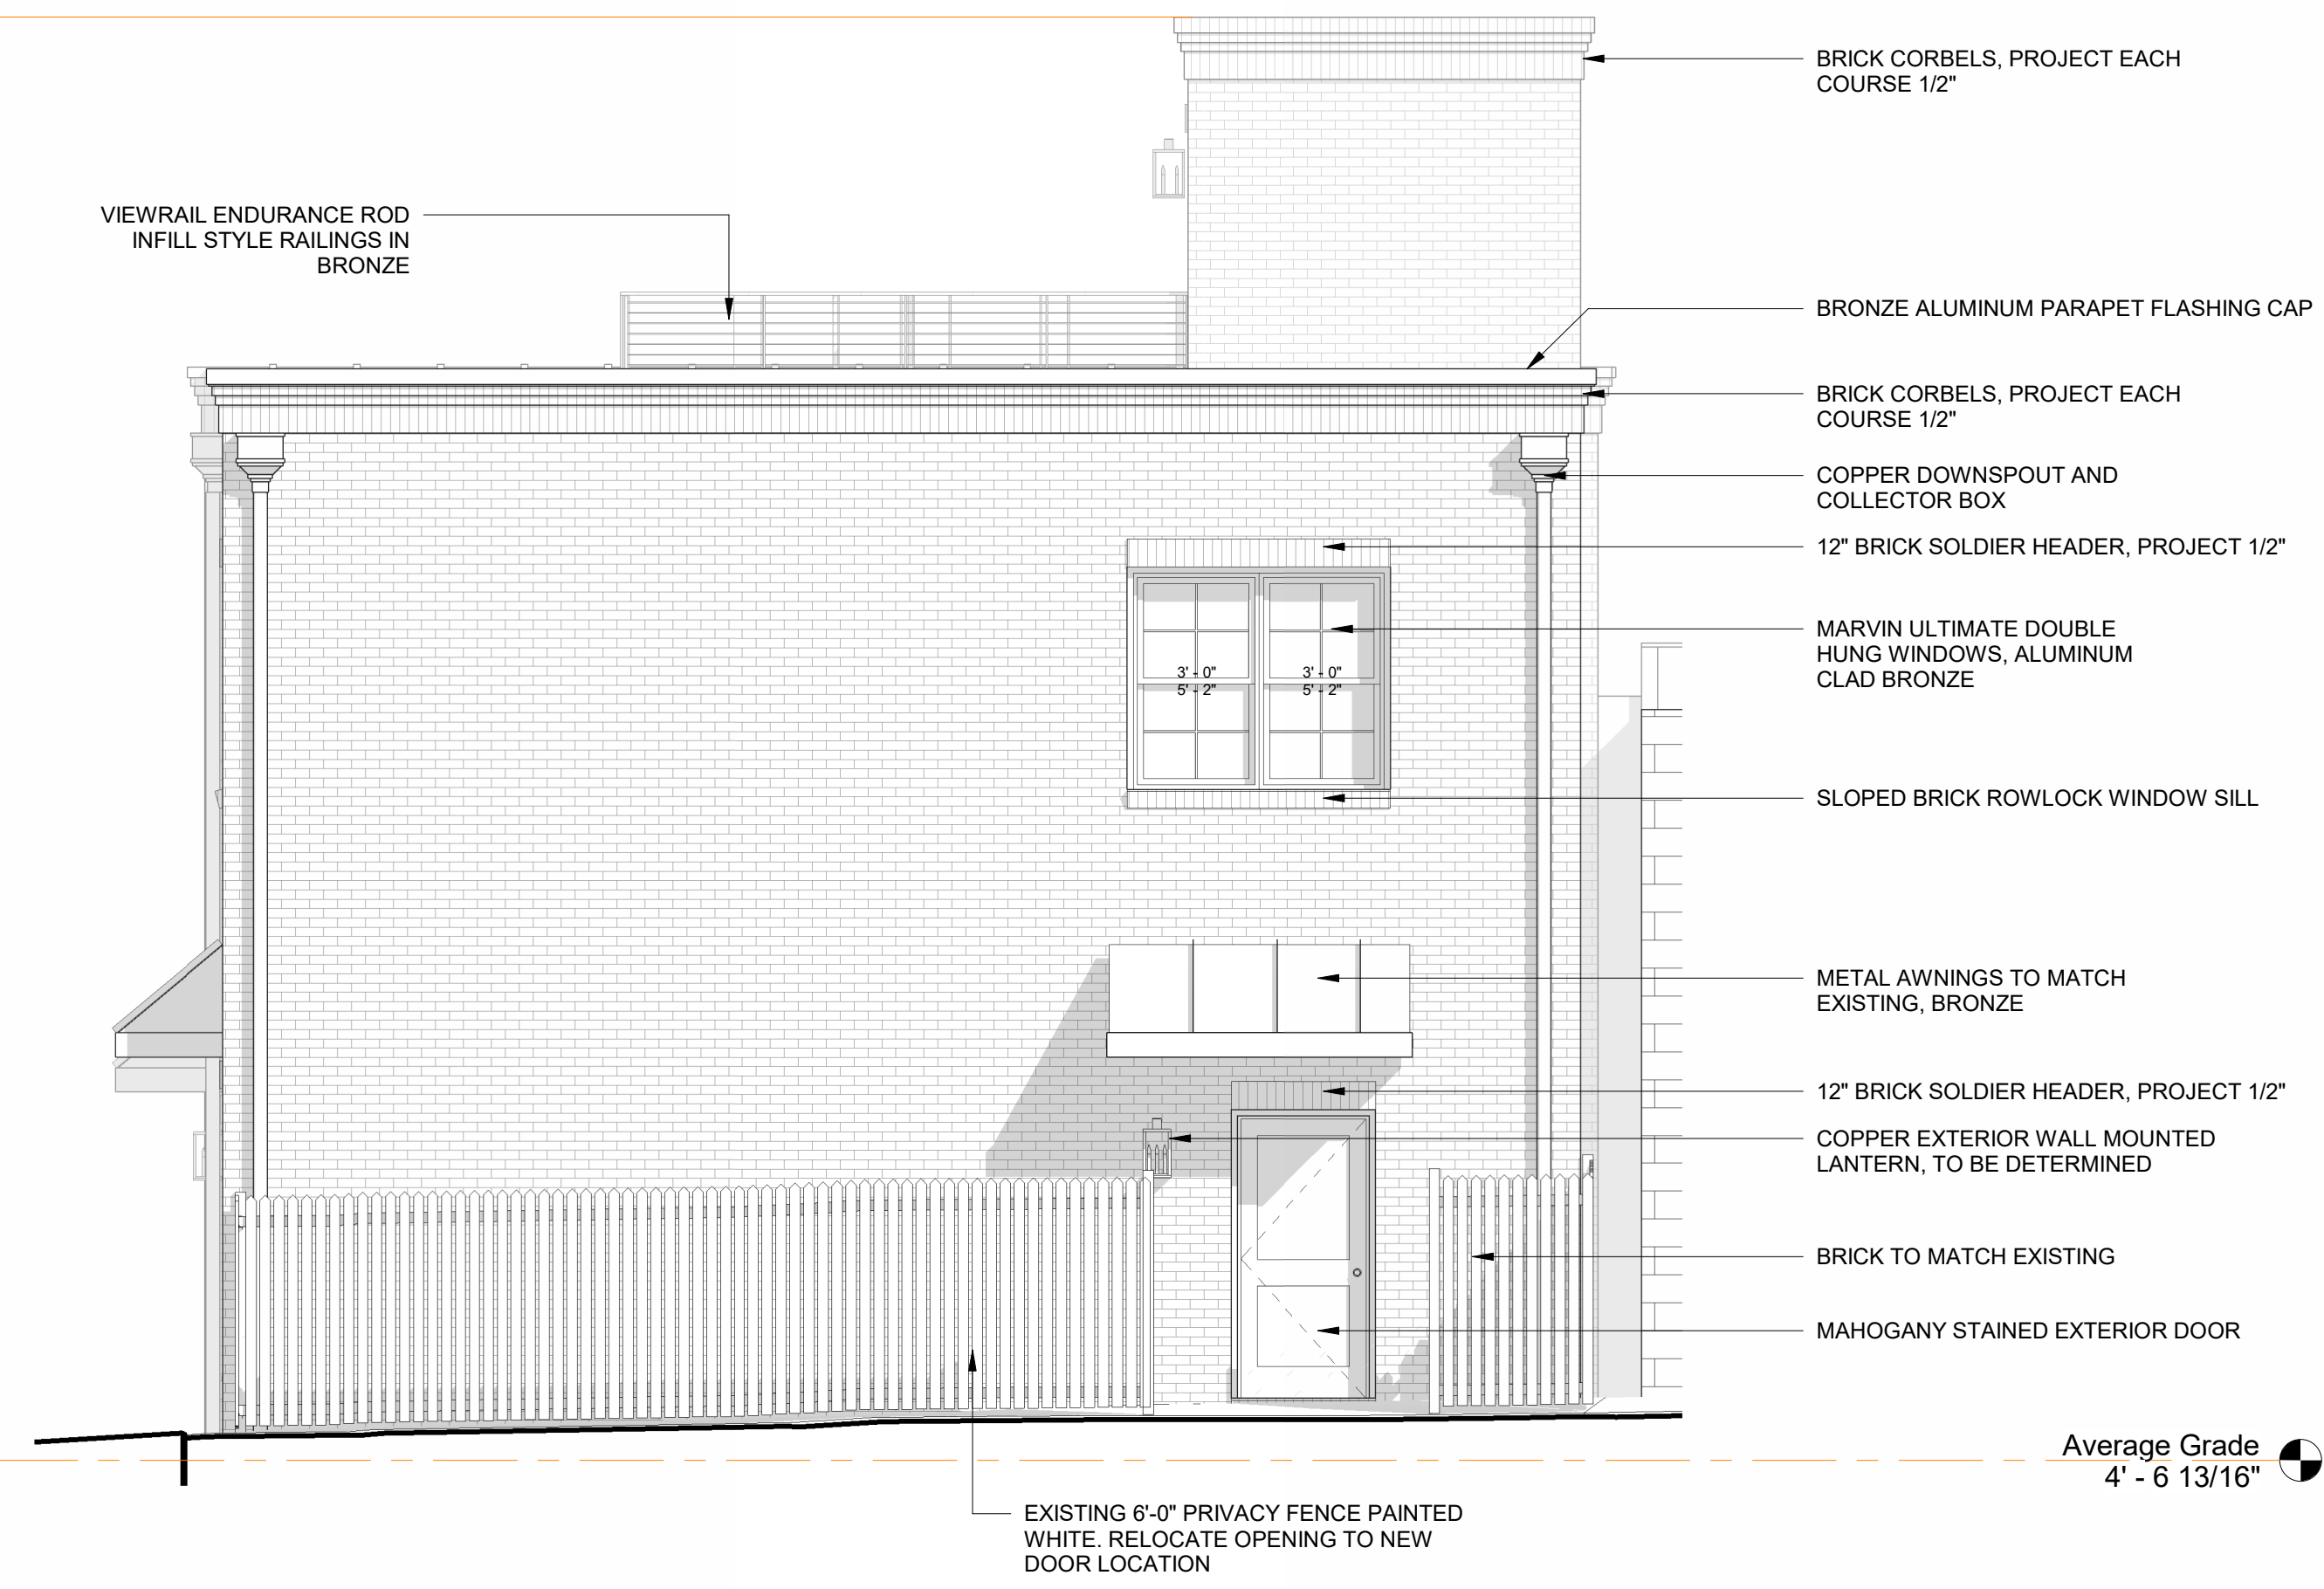 BRICK CORBELS, PROJECT EACH
COURSE 1/2"
VIEWRAIL ENDURANCE ROD
INFILL STYLE RAILINGS IN
BRONZE
BRONZE ALUMINUM PARAPET FLASHING CAP
BRICK CORBELS, PROJECT EACH
COURSE 1/2"
COPPER DOWNSPOUT AND
COLLECTOR BOX
12" BRICK SOLDIER HEADER, PROJECT 1/2"
MARVIN ULTIMATE DOUBLE
HUNG WINDOWS, ALUMINUM
CLAD BRONZE
3' - 0"
5' - 2"
3' - 0"
5' - 2"
SLOPED BRICK ROWLOCK WINDOW SILL
METAL AWNINGS TO MATCH
EXISTING, BRONZE
12" BRICK SOLDIER HEADER, PROJECT 1/2"
COPPER EXTERIOR WALL MOUNTED
LANTERN, TO BE DETERMINED
BRICK TO MATCH EXISTING
MAHOGANY STAINED EXTERIOR DOOR
Average Grade
4' - 6 13/16"
EXISTING 6'-0" PRIVACY FENCE PAINTED
WHITE. RELOCATE OPENING TO NEW
DOOR LOCATION